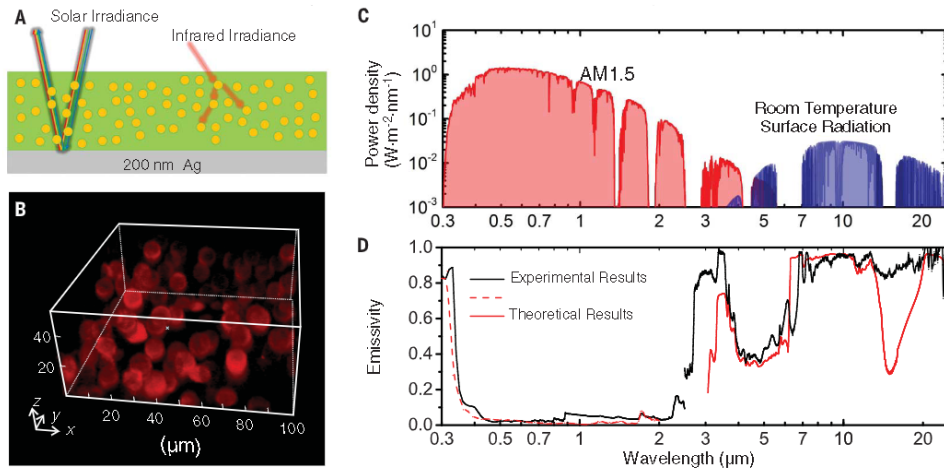 A
Solar Irradiance
Infrared Irradiance
200 nm Ag
B
40
20
z
y
x
20
40
60
80
100
(µm)
C
Power density
(W·m-2·nm-1)
10¹
10⁰
10⁻¹
10⁻²
10⁻³
AM1.5
Room Temperature
Surface Radiation
0.3 0.5 0.7 1 2 3 5 7 10 20
D
Emissivity
1.0
0.8
0.6
0.4
0.2
0.0
Experimental Results
Theoretical Results
0.3 0.5 0.7 1 2 3 5 7 10 20
Wavelength (µm)